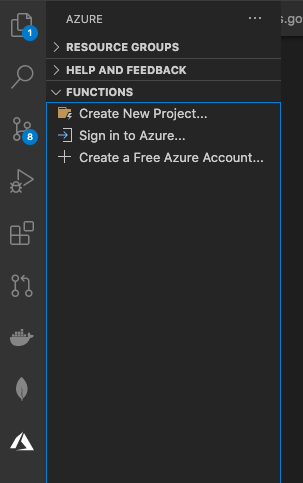 AZURE
s.go
1
RESOURCE GROUPS
HELP AND FEEDBACK
FUNCTIONS
Create New Project...
8
Sign in to Azure...
Create a Free Azure Account...